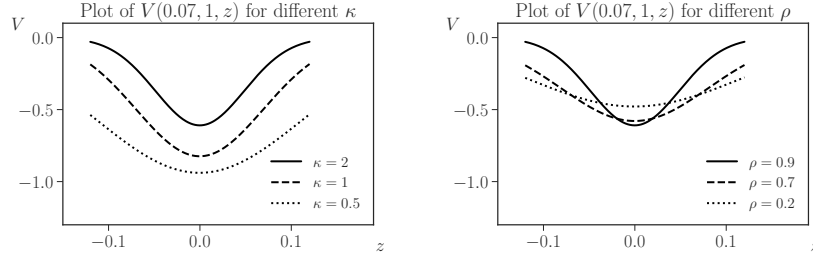 Plot of V(0.07, 1, z) for different κ
V
0.0
−0.5
−1.0
κ = 2
κ = 1
κ = 0.5
−0.1
0.0
0.1
z
Plot of V(0.07, 1, z) for different ρ
V
0.0
−0.5
−1.0
ρ = 0.9
ρ = 0.7
ρ = 0.2
−0.1
0.0
0.1